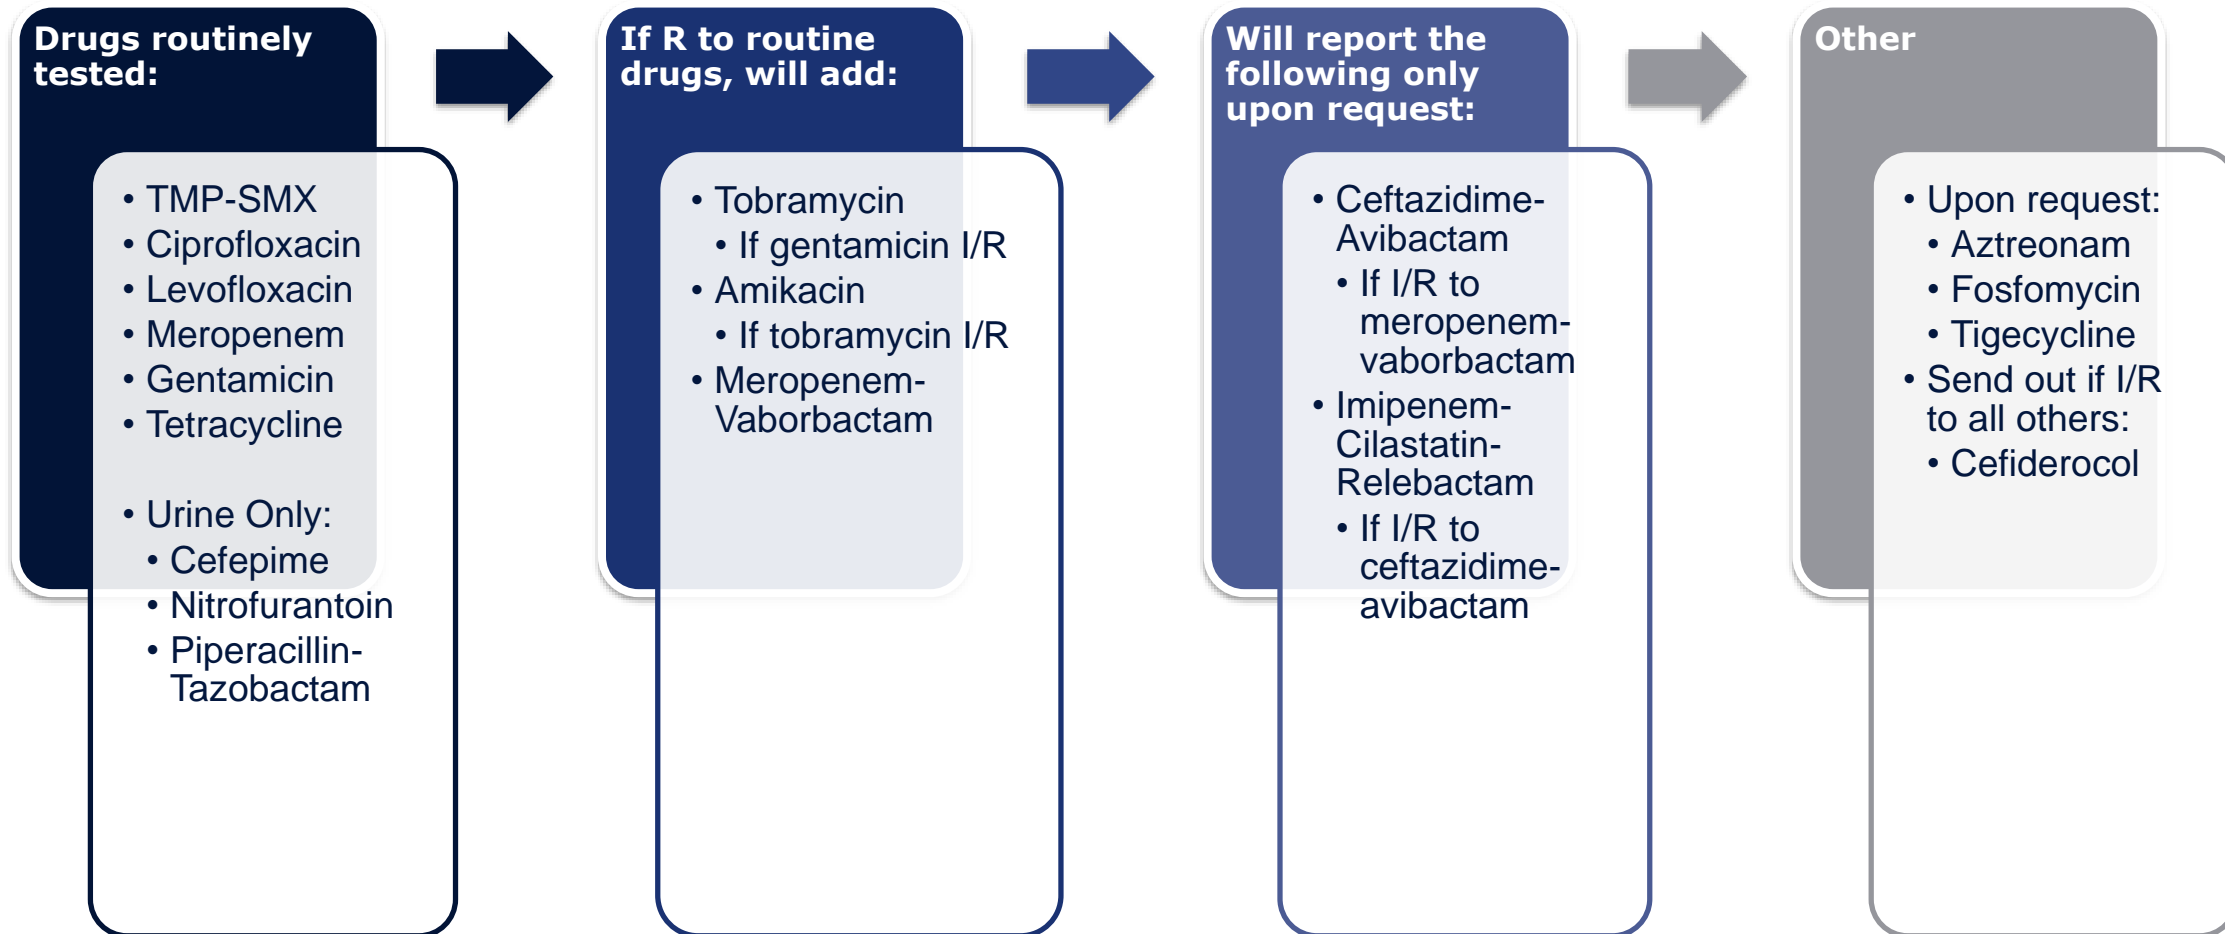 Drugs routinely
tested:
• TMP-SMX
• Ciprofloxacin
• Levofloxacin
• Meropenem
• Gentamicin
• Tetracycline
• Urine Only:
• Cefepime
• Nitrofurantoin
• Piperacillin-
Tazobactam
If R to routine
drugs, will add:
• Tobramycin
• If gentamicin I/R
• Amikacin
• If tobramycin I/R
• Meropenem-
Vaborbactam
Will report the
following only
upon request:
• Ceftazidime-
Avibactam
• If I/R to
meropenem-
vaborbactam
• Imipenem-
Cilastatin-
Relebactam
• If I/R to
ceftazidime-
avibactam
Other
• Upon request:
• Aztreonam
• Fosfomycin
• Tigecycline
• Send out if I/R
to all others:
• Cefiderocol